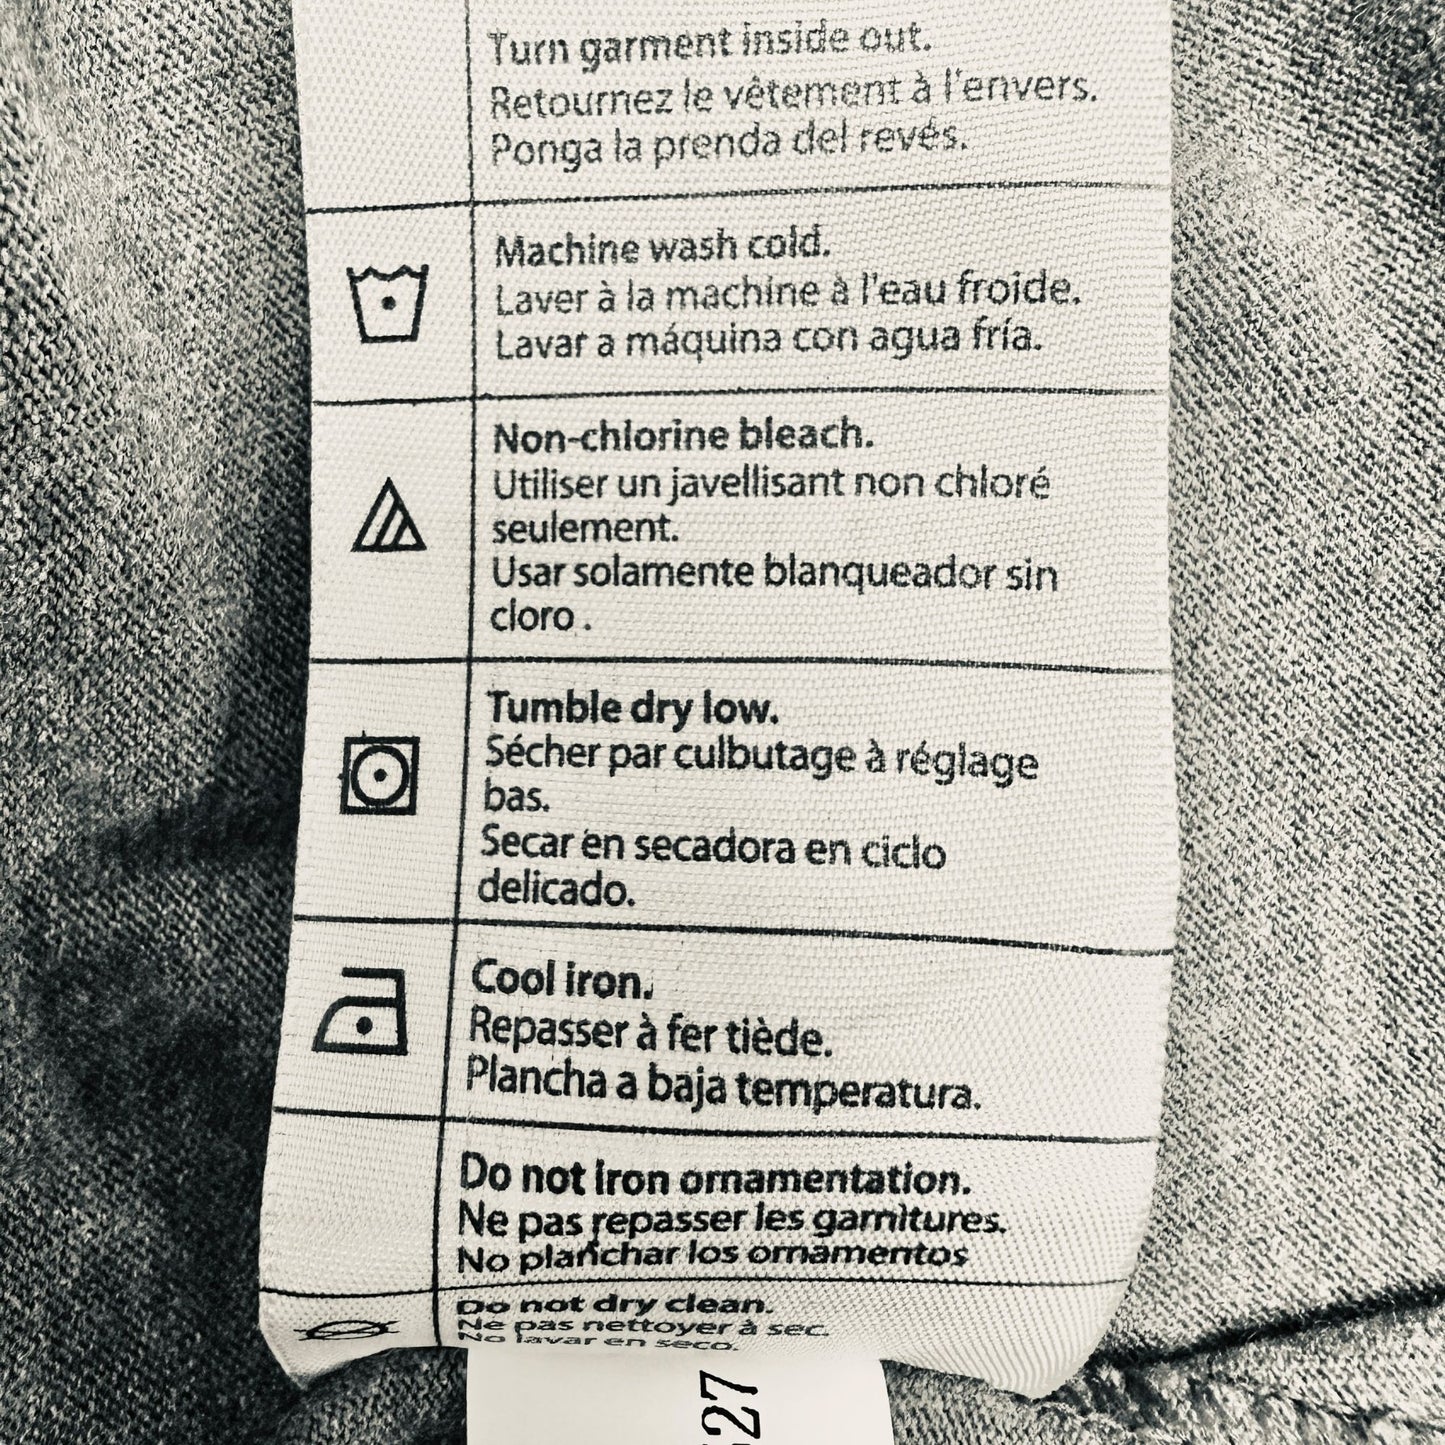 Turn garment inside out.
Retournez le vêtement à l'envers.
Ponga la prenda del revés.
Machine wash cold.
Laver à la machine à l'eau froide.
Lavar a máquina con agua fría.
Non-chlorine bleach.
Utiliser un javellisant non chloré
seulement.
Usar solamente blanqueador sin
cloro .
Tumble dry low.
Sécher par culbutage à réglage
bas.
Secar en secadora en ciclo
delicado.
Cool iron.
Repasser à fer tiède.
Plancha a baja temperatura.
Do not iron ornamentation.
Ne pas repasser les garnitures.
No planchar los ornamentos
Do not dry clean.
Ne pas nettoyer à sec.
No lavar en seco.
27